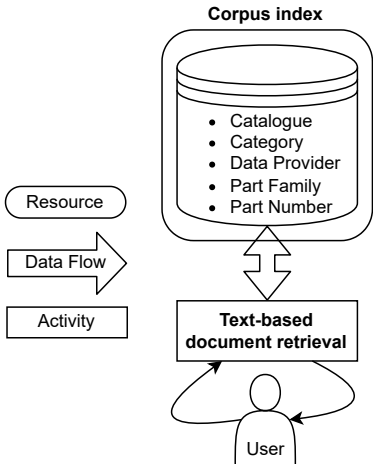 Corpus index
• Catalogue
• Category
• Data Provider
• Part Family
• Part Number
Resource
Data Flow
Activity
Text-based
document retrieval
User